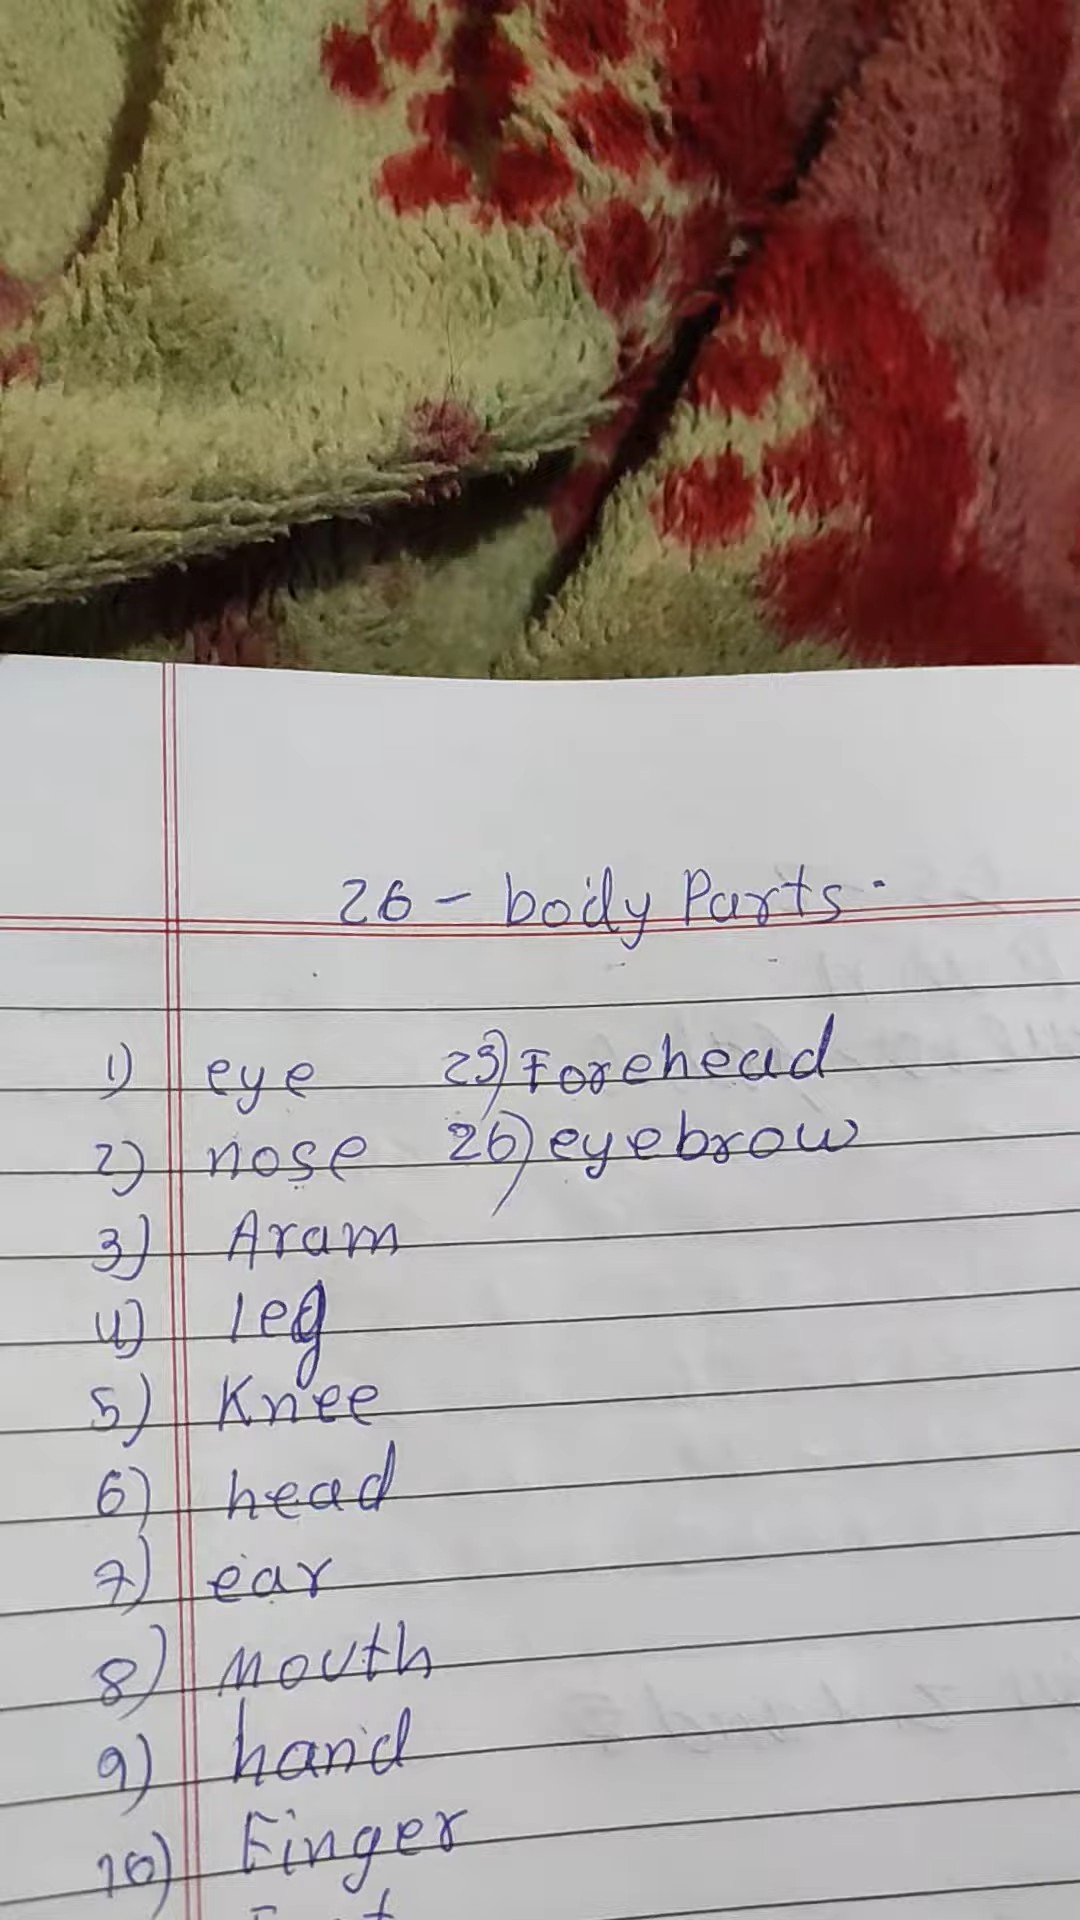 26 - body Parts.
1) eye 25) Forehead
2) nose 26) eyebrow
3) Aram
4) leg
5) Knee
6) head
7) ear
8) Mouth
9) hand
10) Finger